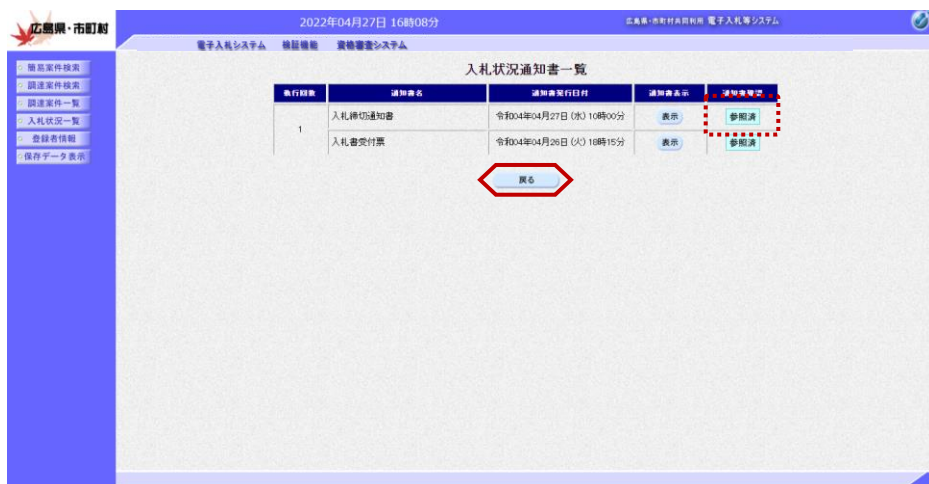 広島県・市町村
2022年04月27日 16時08分
広島県・市町村共同利用 電子入札等システム
電子入札システム 検証機能 資格審査システム
簡易案件検索
調達案件検索
調達案件一覧
入札状況一覧
登録者情報
保存データ表示
入札状況通知書一覧
執行回数 通知書名 通知書発行日付 通知書表示 通知書確認
1
入札締切通知書 令和04年04月27日 (水) 10時00分 表示 参照済
入札書受付票 令和04年04月26日 (火) 10時15分 表示 参照済
戻る